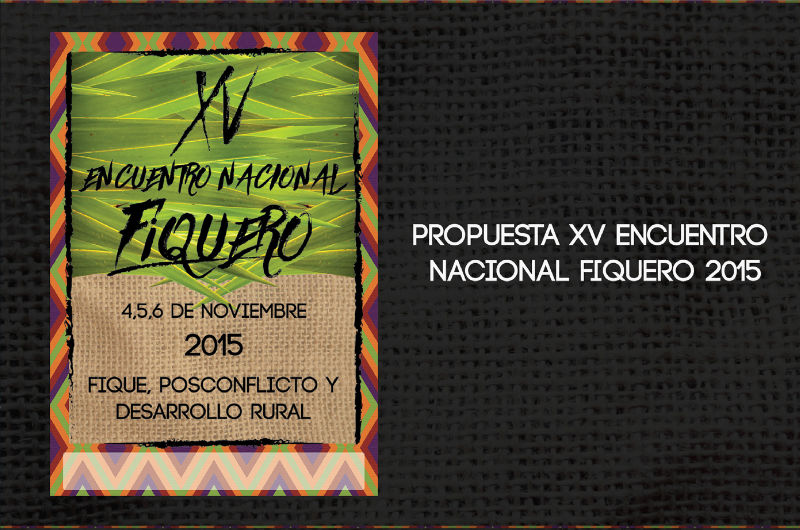 XV
ENCUENTRO NACIONAL
FIQUERO
4,5,6 DE NOVIEMBRE
2015
FIQUE, POSCONFLICTO Y
DESARROLLO RURAL
PROPUESTA XV ENCUENTRO
NACIONAL FIQUERO 2015